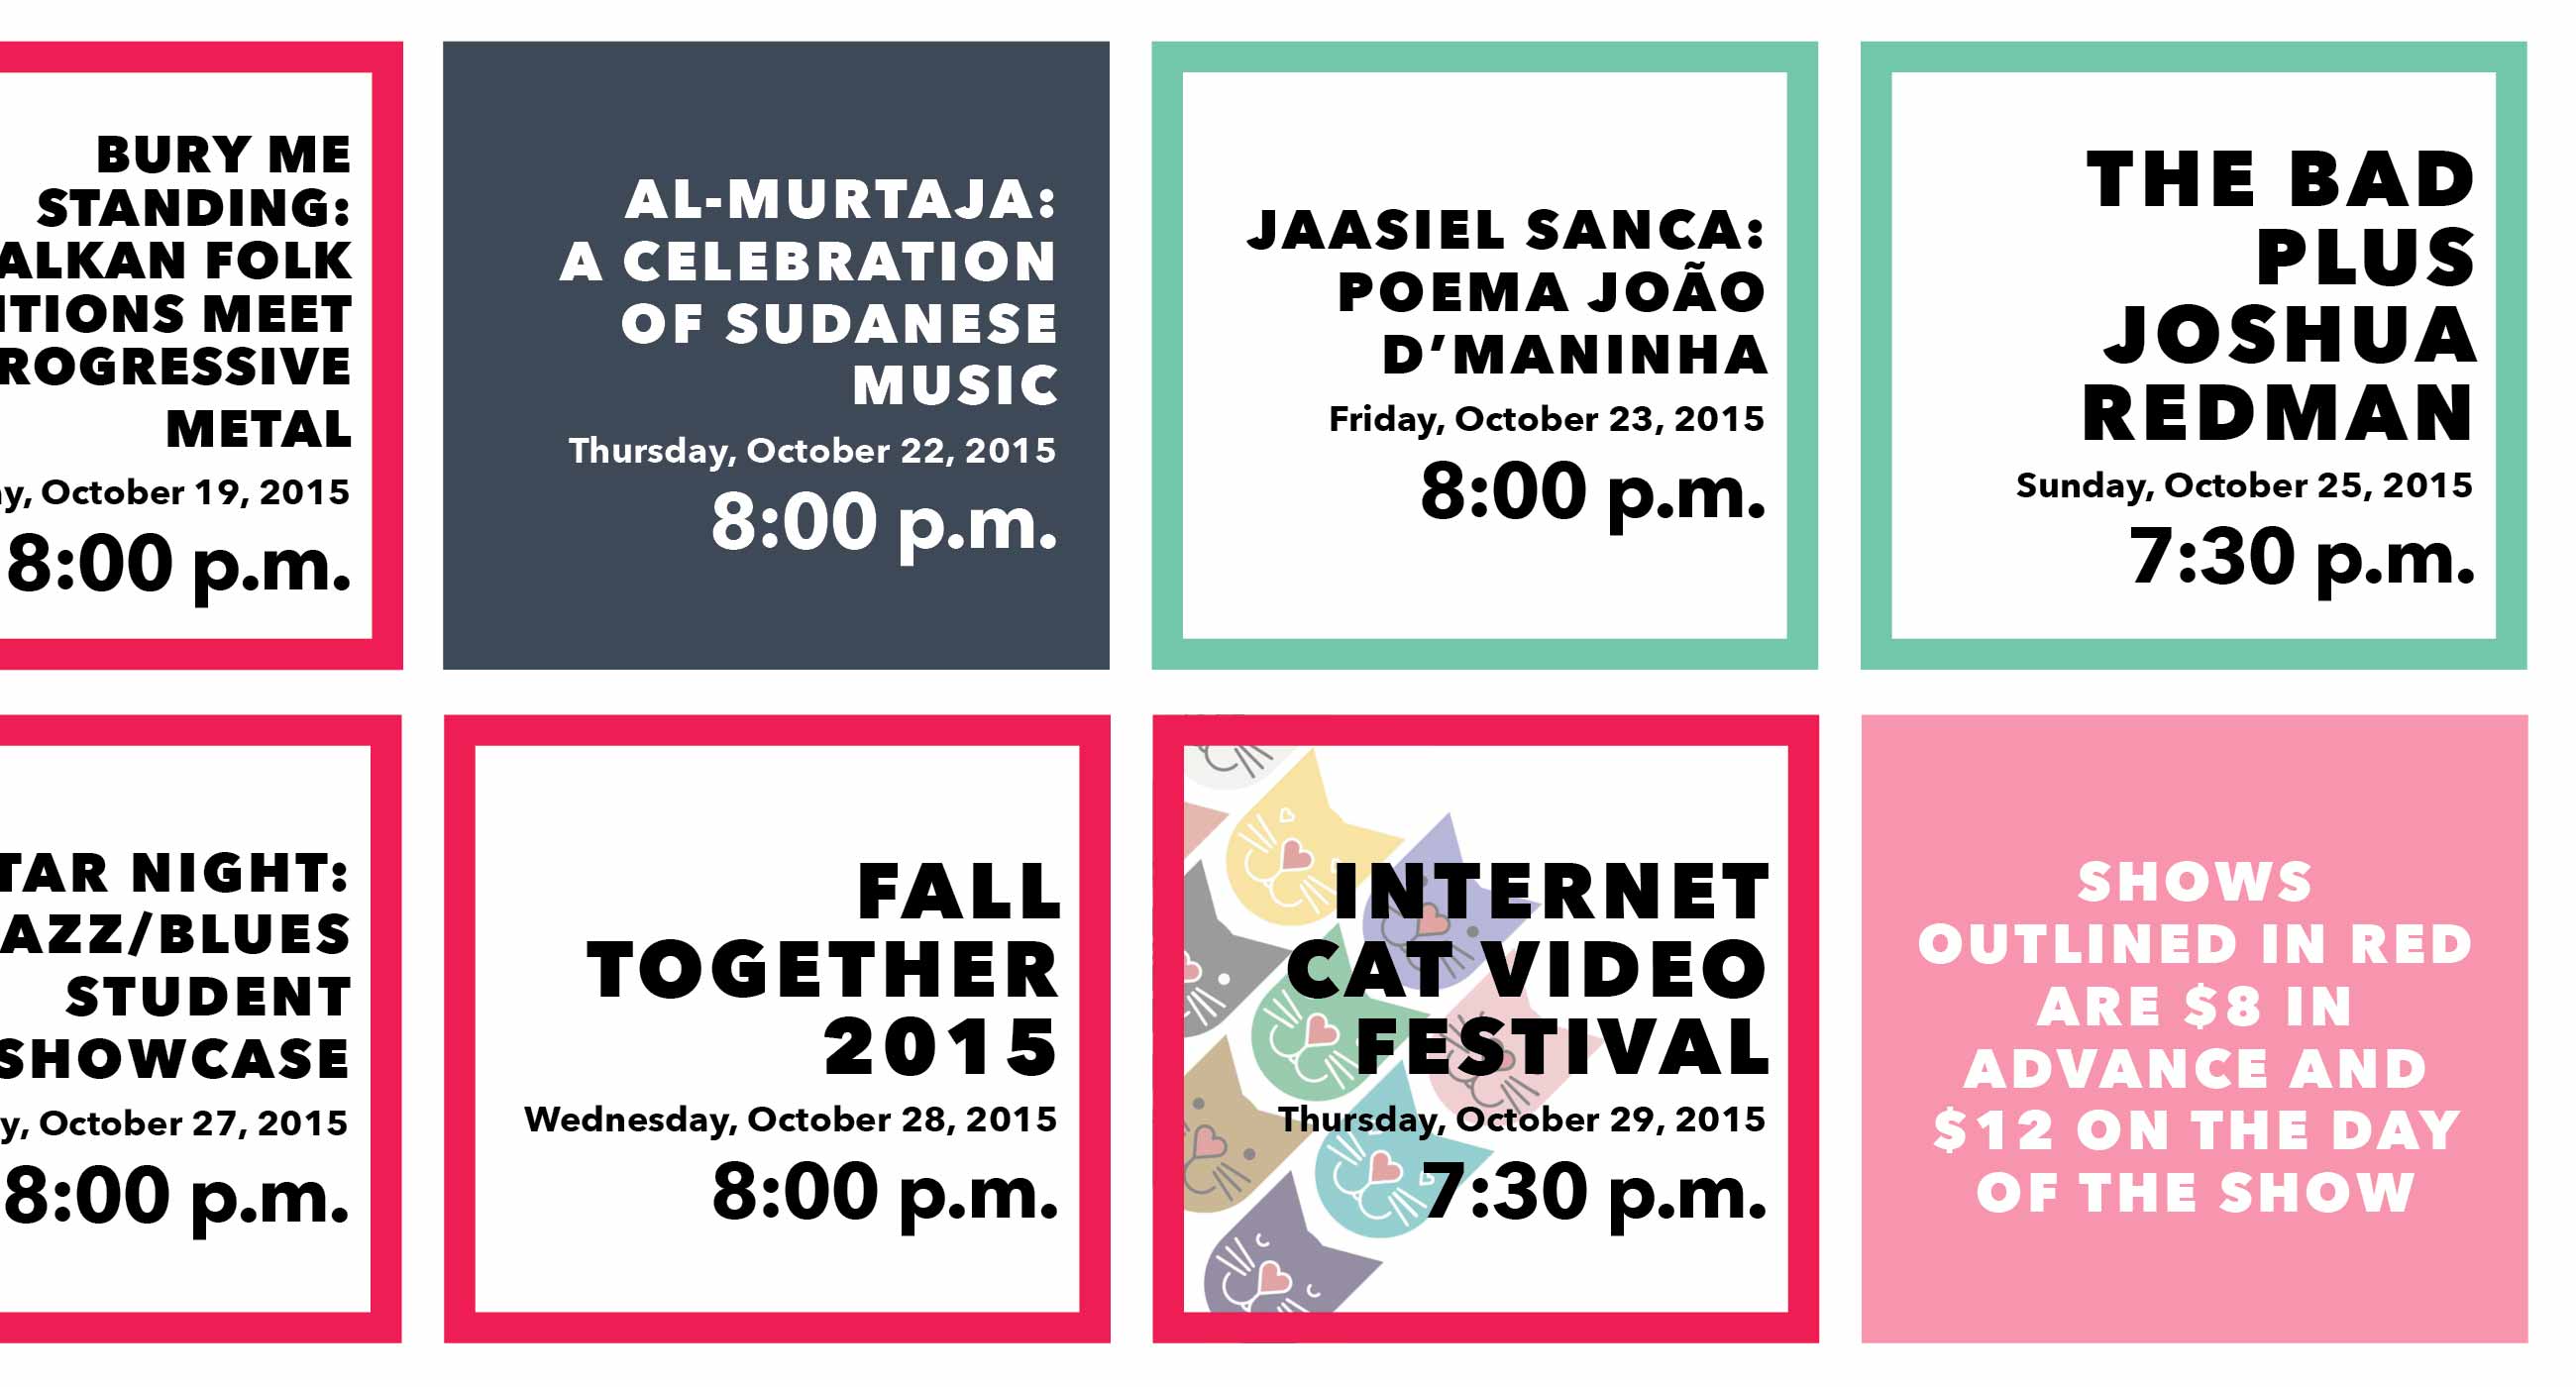 BURY ME
STANDING:
ALKAN FOLK
ITIONS MEET
ROGRESSIVE
METAL
y, October 19, 2015
8:00 p.m.
AL-MURTAJA:
A CELEBRATION
OF SUDANESE
MUSIC
Thursday, October 22, 2015
8:00 p.m.
JAASIEL SANCA:
POEMA JOÃO
D’MANINHA
Friday, October 23, 2015
8:00 p.m.
THE BAD
PLUS
JOSHUA
REDMAN
Sunday, October 25, 2015
7:30 p.m.
TAR NIGHT:
AZZ/BLUES
STUDENT
SHOWCASE
y, October 27, 2015
8:00 p.m.
FALL
TOGETHER
2015
Wednesday, October 28, 2015
8:00 p.m.
INTERNET
CAT VIDEO
FESTIVAL
Thursday, October 29, 2015
7:30 p.m.
SHOWS
OUTLINED IN RED
ARE $8 IN
ADVANCE AND
$12 ON THE DAY
OF THE SHOW